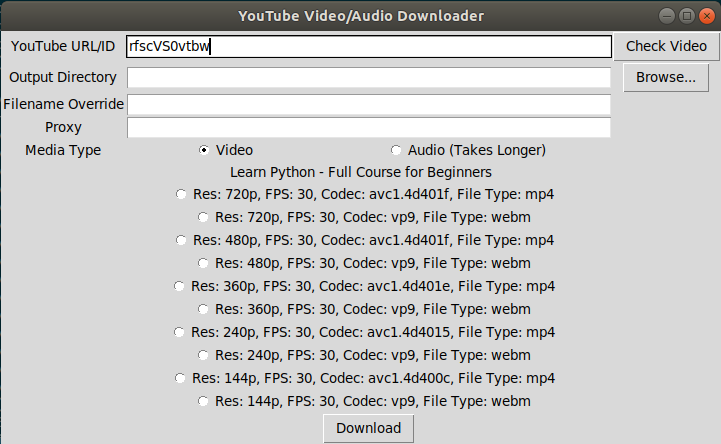 YouTube Video/Audio Downloader
YouTube URL/ID rfscVS0vtbw Check Video
Output Directory Browse...
Filename Override
Proxy
Media Type Video Audio (Takes Longer)
Learn Python - Full Course for Beginners
Res: 720p, FPS: 30, Codec: avc1.4d401f, File Type: mp4
Res: 720p, FPS: 30, Codec: vp9, File Type: webm
Res: 480p, FPS: 30, Codec: avc1.4d401f, File Type: mp4
Res: 480p, FPS: 30, Codec: vp9, File Type: webm
Res: 360p, FPS: 30, Codec: avc1.4d401e, File Type: mp4
Res: 360p, FPS: 30, Codec: vp9, File Type: webm
Res: 240p, FPS: 30, Codec: avc1.4d4015, File Type: mp4
Res: 240p, FPS: 30, Codec: vp9, File Type: webm
Res: 144p, FPS: 30, Codec: avc1.4d400c, File Type: mp4
Res: 144p, FPS: 30, Codec: vp9, File Type: webm
Download